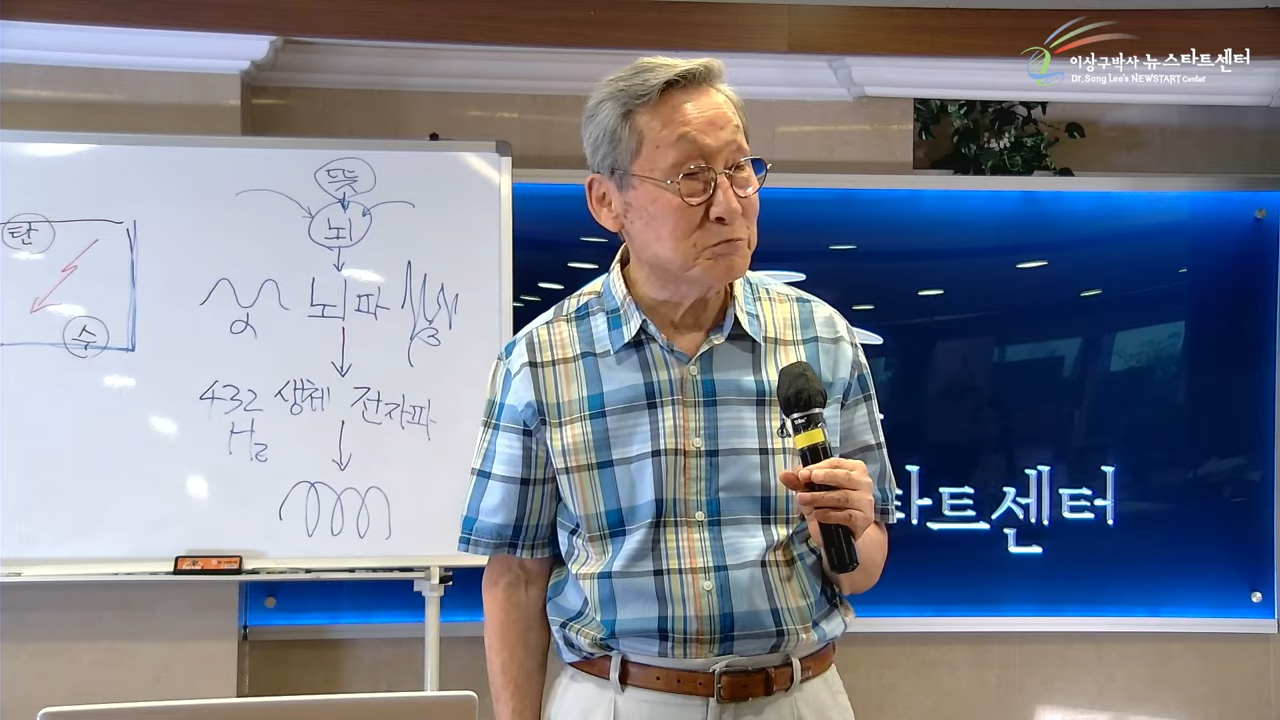 이상구박사 뉴스타트센터
Dr. Sang Lee's NEWSTART Center
뜻
뇌
탄
수
뇌파
432 생체 전자파
Hz
타트센터